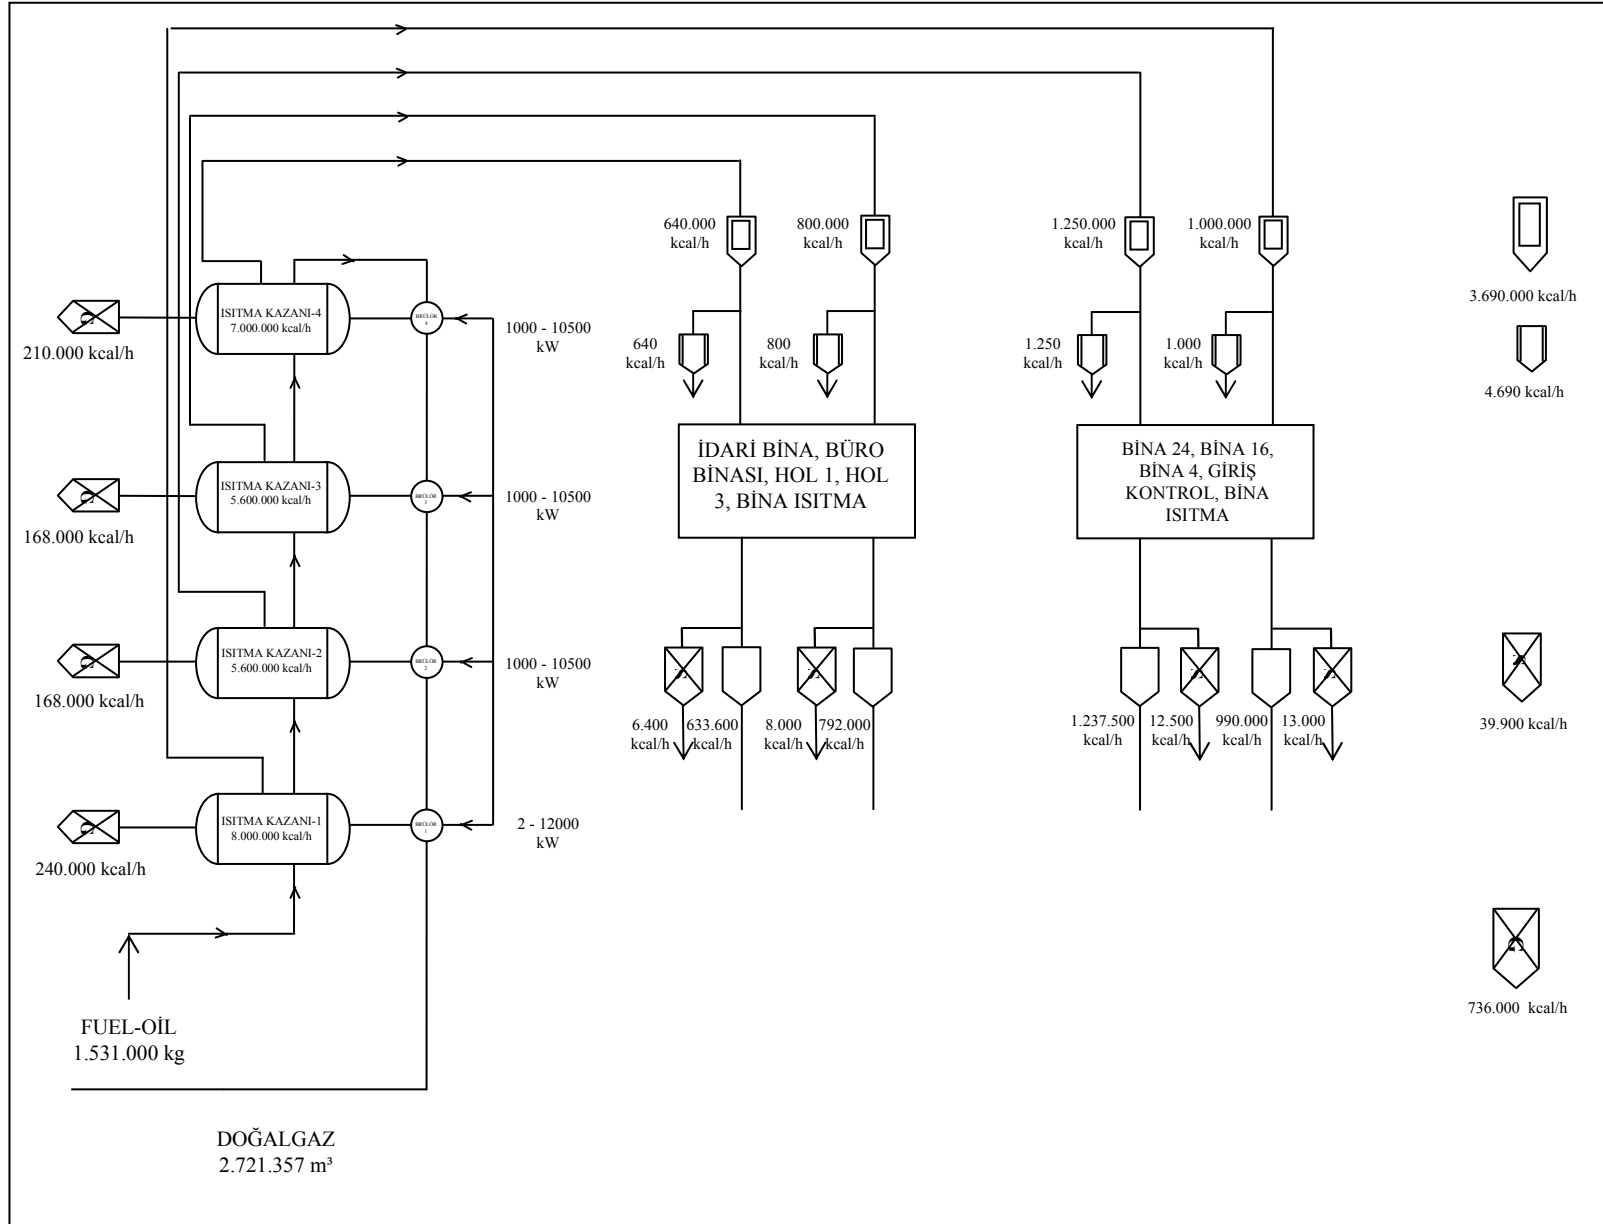 640.000
kcal/h
800.000
kcal/h
1.250.000
kcal/h
1.000.000
kcal/h
3.690.000 kcal/h
ISITMA KAZANI-4
7.000.000 kcal/h
BRÜLÖR
4
1000 - 10500
kW
210.000 kcal/h
640
kcal/h
800
kcal/h
1.250
kcal/h
1.000
kcal/h
4.690 kcal/h
İDARİ BİNA, BÜRO
BİNASI, HOL 1, HOL
3, BİNA ISITMA
BİNA 24, BİNA 16,
BİNA 4, GİRİŞ
KONTROL, BİNA
ISITMA
ISITMA KAZANI-3
5.600.000 kcal/h
BRÜLÖR
3
1000 - 10500
kW
168.000 kcal/h
ISITMA KAZANI-2
5.600.000 kcal/h
BRÜLÖR
2
1000 - 10500
kW
168.000 kcal/h
6.400
kcal/h
633.600
kcal/h
8.000
kcal/h
792.000
kcal/h
1.237.500
kcal/h
12.500
kcal/h
990.000
kcal/h
13.000
kcal/h
39.900 kcal/h
ISITMA KAZANI-1
8.000.000 kcal/h
BRÜLÖR
1
2 - 12000
kW
240.000 kcal/h
736.000 kcal/h
FUEL-OİL
1.531.000 kg
DOĞALGAZ
2.721.357 m³